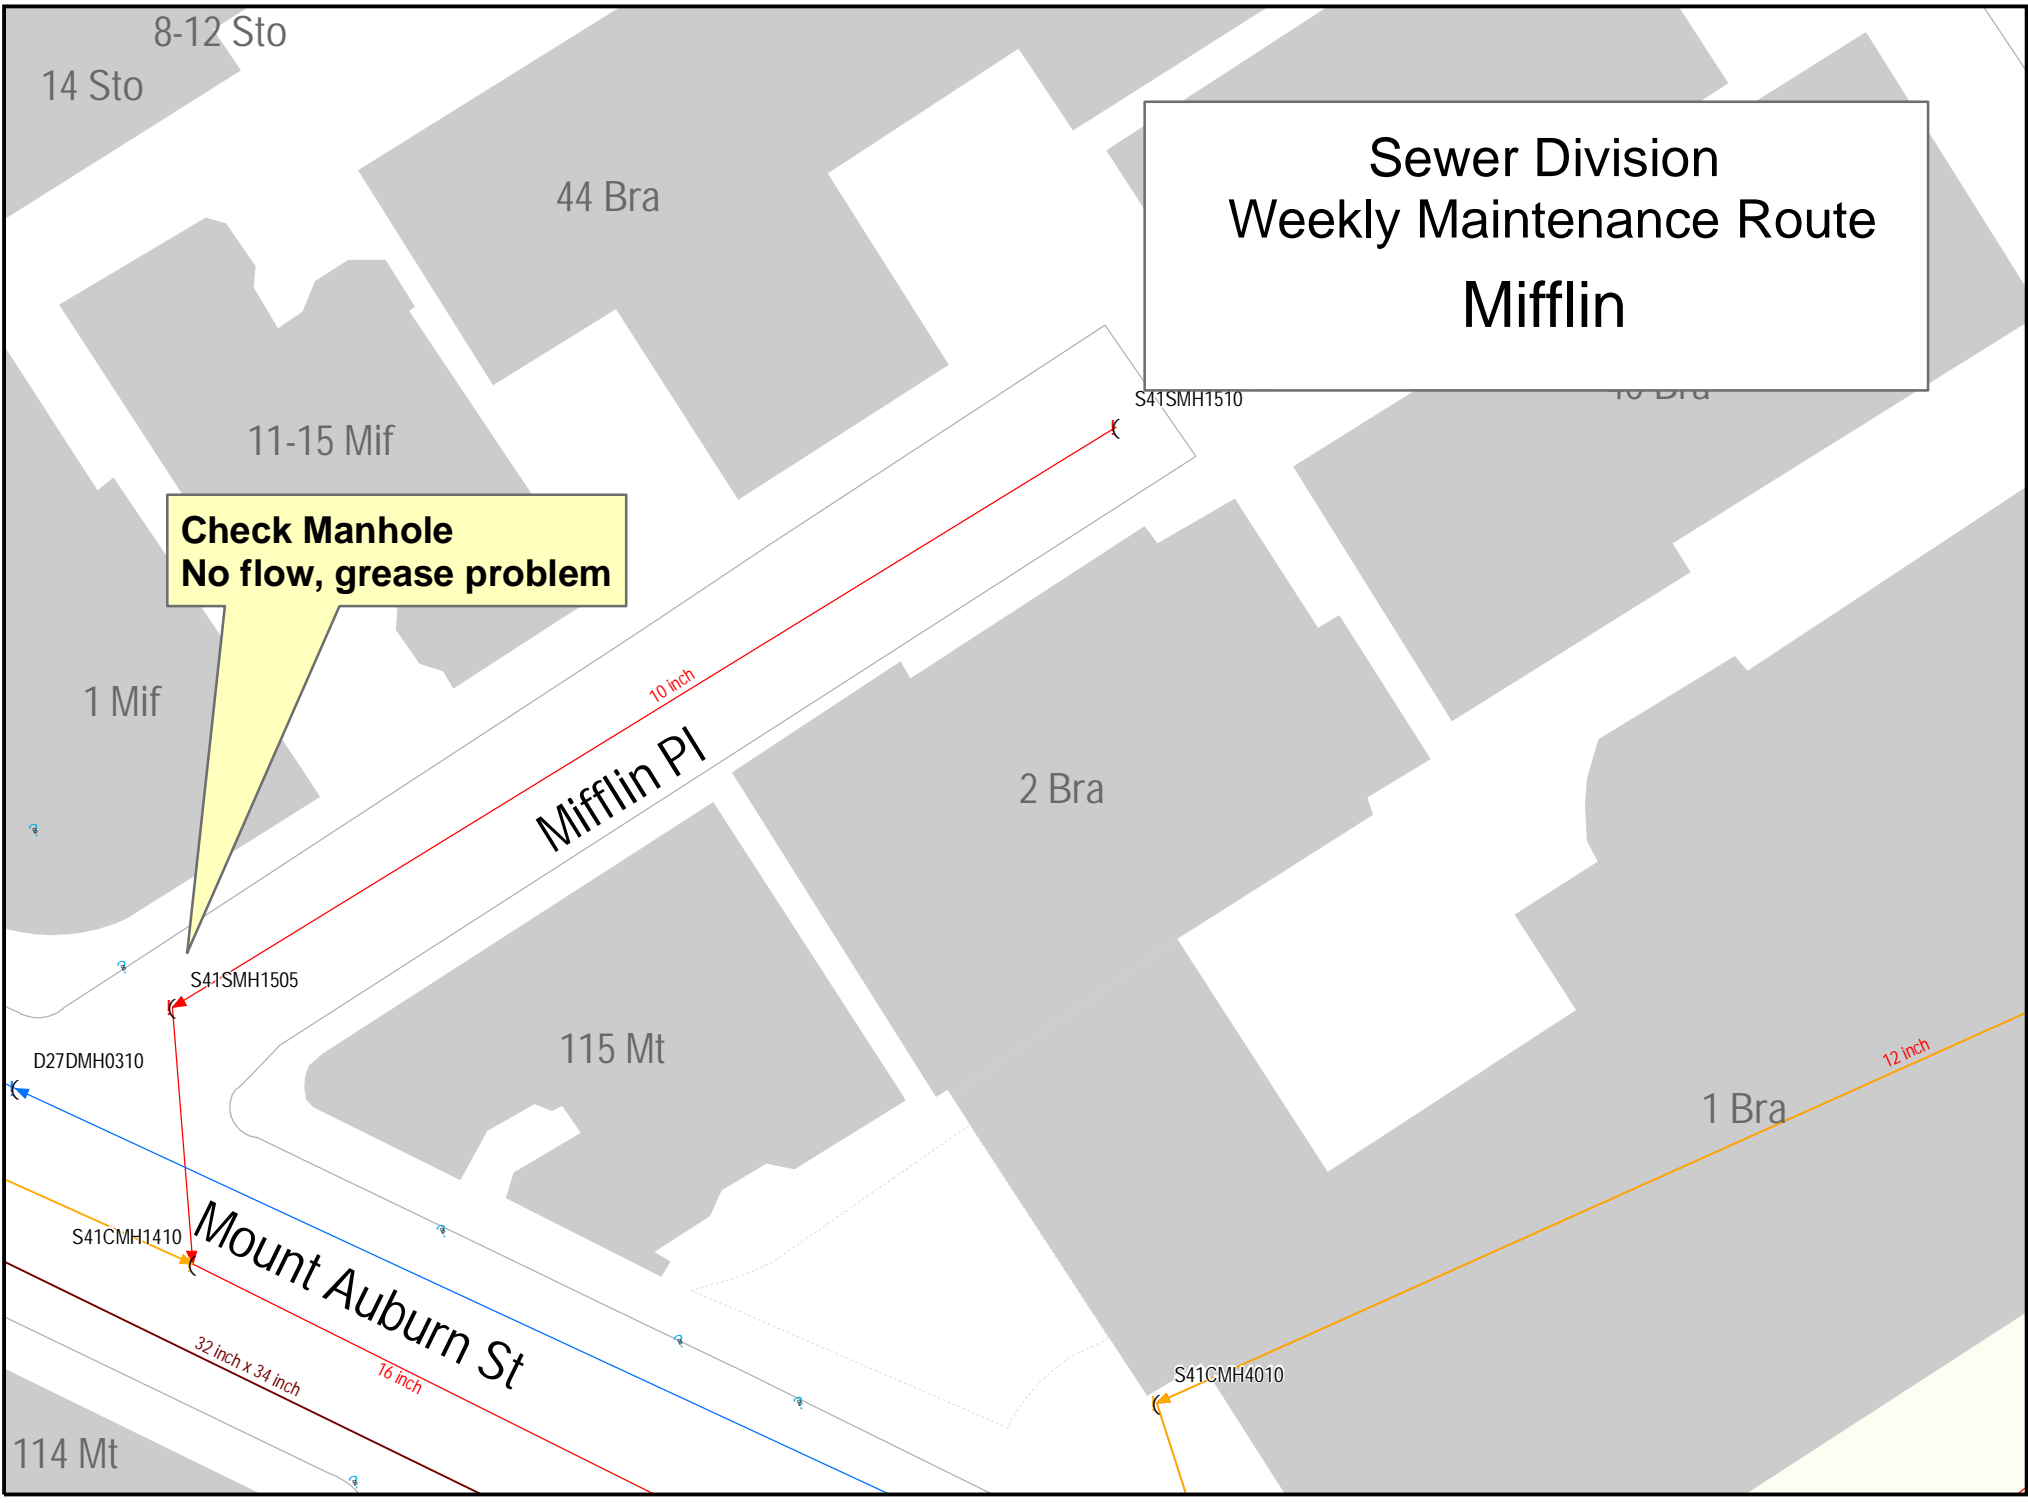 8-12 Sto
14 Sto
44 Bra
Sewer Division
Weekly Maintenance Route
Mifflin
S41SMH1510
11-15 Mif
Check Manhole
No flow, grease problem
1 Mif
10 inch
Mifflin Pl
2 Bra
S41SMH1505
115 Mt
D27DMH0310
12 inch
1 Bra
S41CMH1410
Mount Auburn St
32 inch x 34 inch
16 inch
S41CMH4010
114 Mt